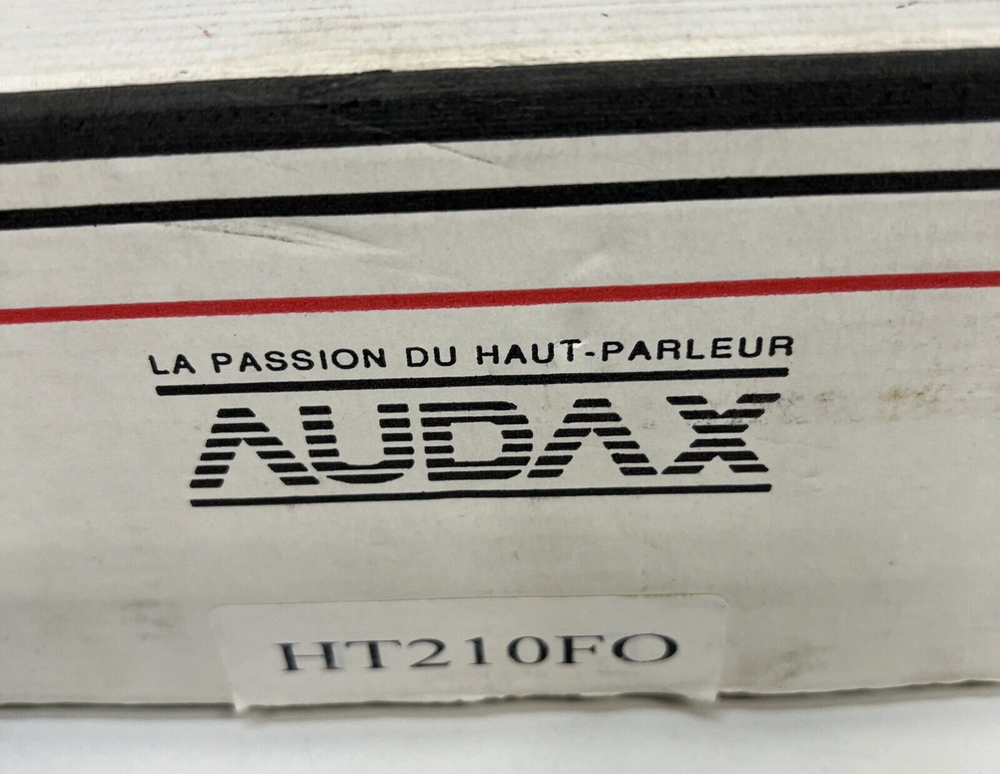 LA PASSION DU HAUT-PARLEUR
AUDAX
HT210FO